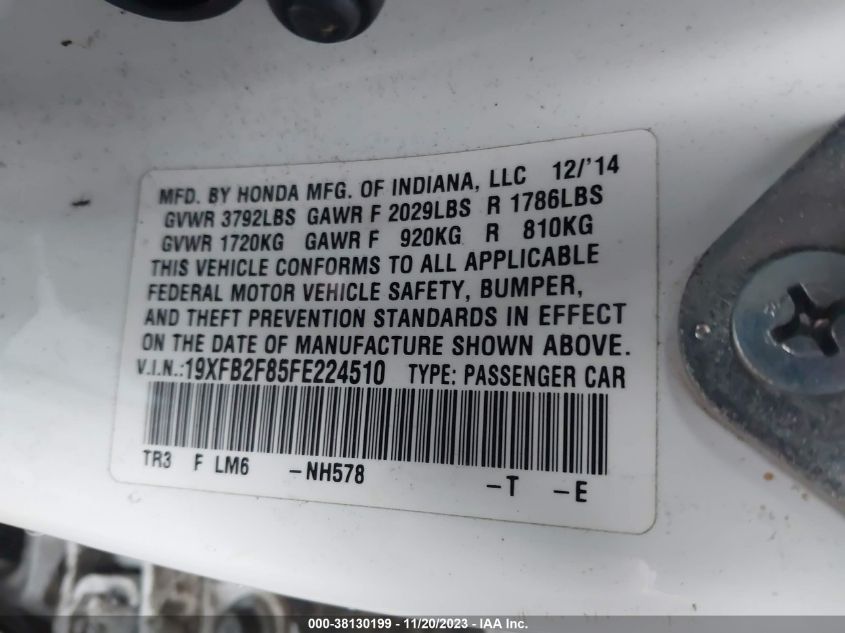 MFD. BY HONDA MFG. OF INDIANA, LLC 12/'14
GVWR 3792LBS GAWR F 2029LBS R 1786LBS
GVWR 1720KG GAWR F 920KG R 810KG
THIS VEHICLE CONFORMS TO ALL APPLICABLE
FEDERAL MOTOR VEHICLE SAFETY, BUMPER,
AND THEFT PREVENTION STANDARDS IN EFFECT
ON THE DATE OF MANUFACTURE SHOWN ABOVE.
V.I.N.:19XFB2F85FE224510 TYPE: PASSENGER CAR
TR3 F LM6 -NH578 -T -E
000-38130199 - 11/20/2023 - IAA Inc.